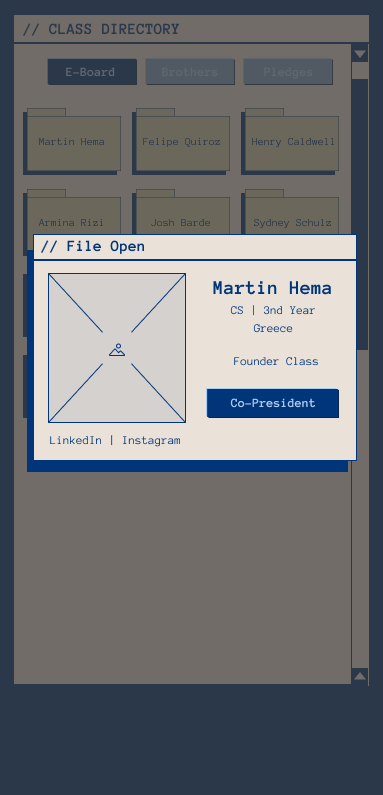 // CLASS DIRECTORY
E-Board Brothers Pledges
Martin Hema Felipe Quiroz Henry Caldwell
Armina Rizi Josh Barde Sydney Schulz
// File Open
Martin Hema
CS | 3nd Year
Greece
Founder Class
Co-President
LinkedIn | Instagram